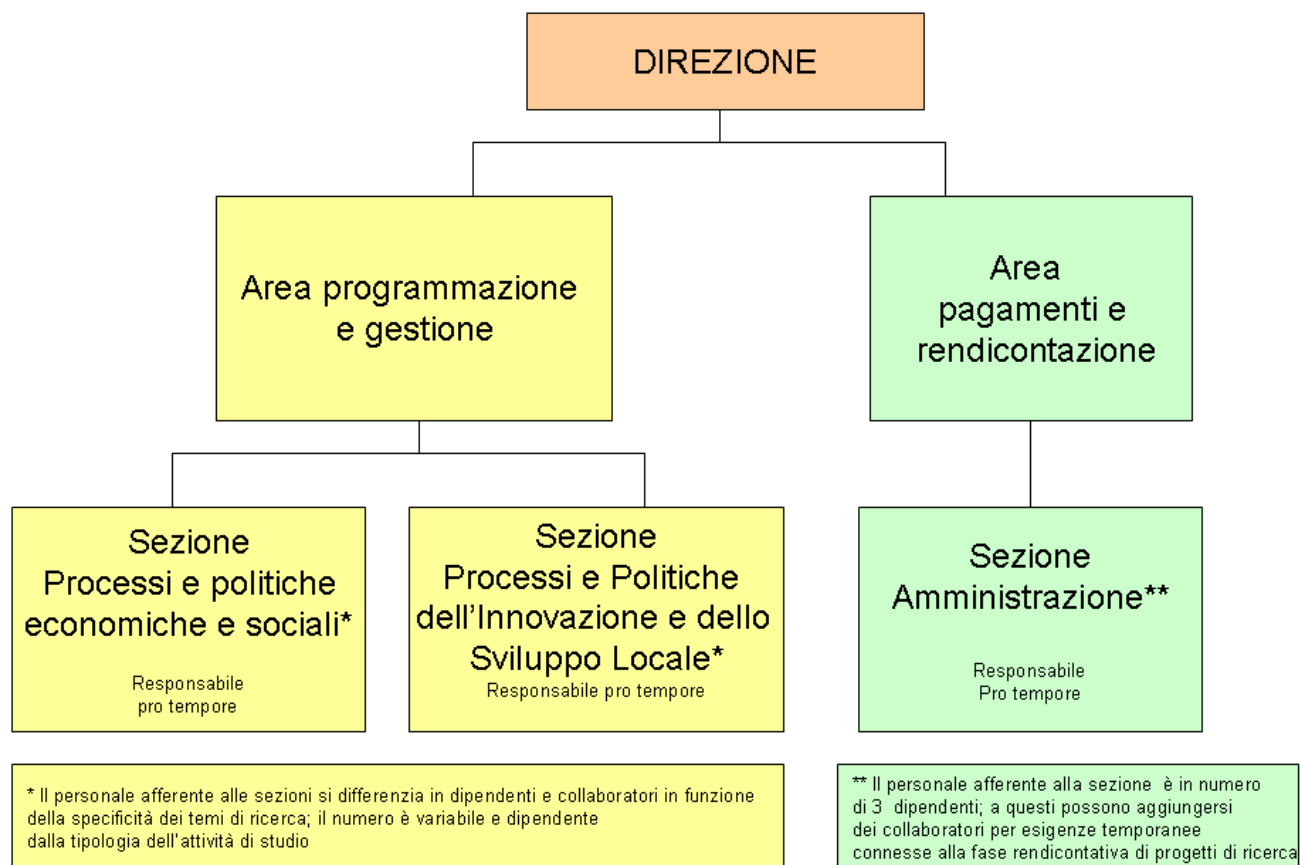 DIREZIONE
Area programmazione
e gestione
Area
pagamenti e
rendicontazione
Sezione
Processi e politiche
economiche e sociali*
Responsabile
pro tempore
Sezione
Processi e Politiche
dell'Innovazione e dello
Sviluppo Locale*
Responsabile pro tempore
Sezione
Amministrazione**
Responsabile
Pro tempore
* Il personale afferente alle sezioni si differenzia in dipendenti e collaboratori in funzione
della specificità dei temi di ricerca; il numero è variabile e dipendente
dalla tipologia dell'attività di studio
** Il personale afferente alla sezione è in numero
di 3 dipendenti; a questi possono aggiungersi
dei collaboratori per esigenze temporanee
connesse alla fase rendicontativa di progetti di ricerca